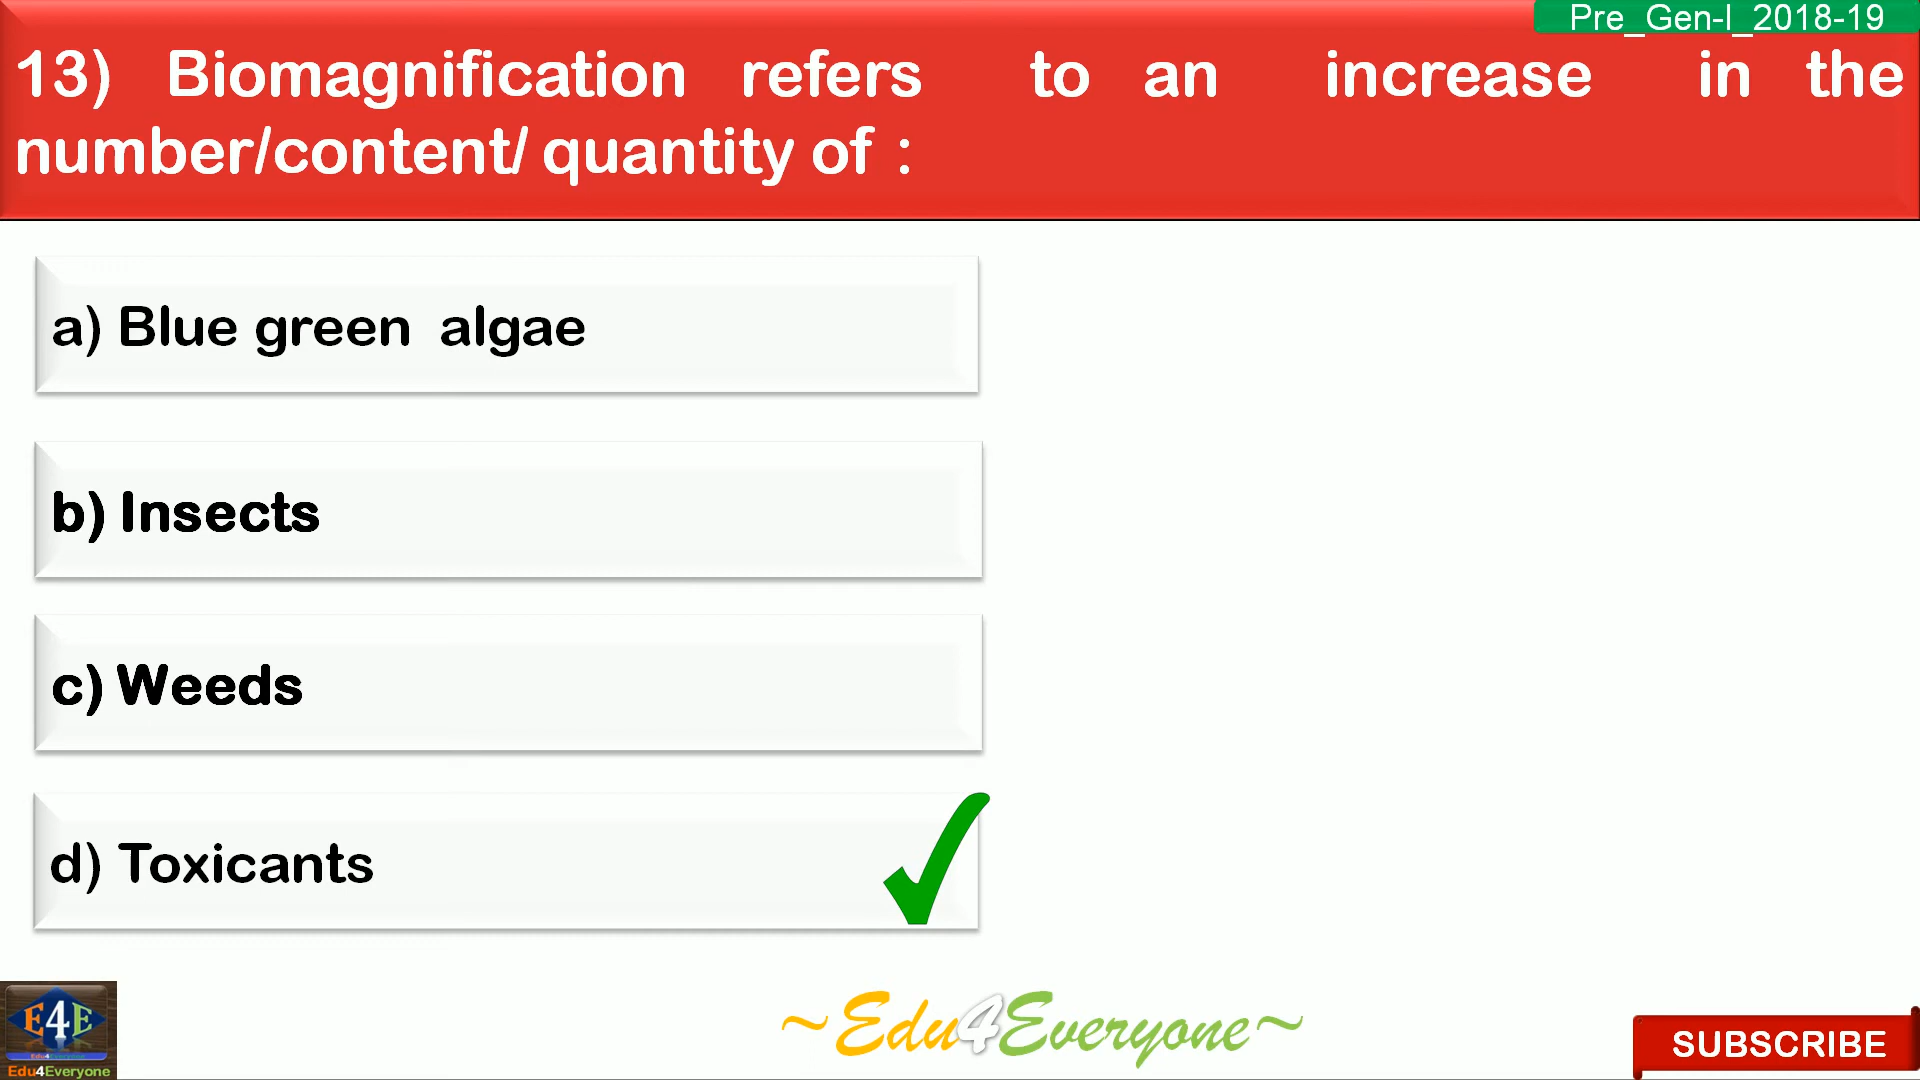 Pre_Gen-I_2018-19
13) Biomagnification refers to an increase in the
number/content/ quantity of :
a) Blue green algae
b) Insects
c) Weeds
d) Toxicants
E4E
Edu4Everyone
Edu4Everyone
~Edu4Everyone~
SUBSCRIBE